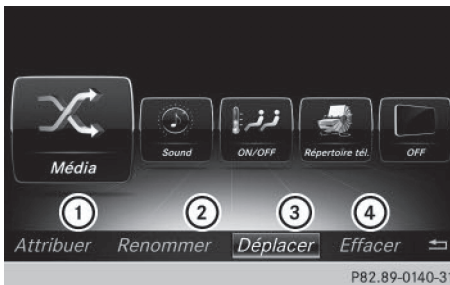 Média
Sound
ON/OFF
Répertoire tél.
OFF
1
2
3
4
Attribuer
Renommer
Déplacer
Effacer
P82.89-0140-31